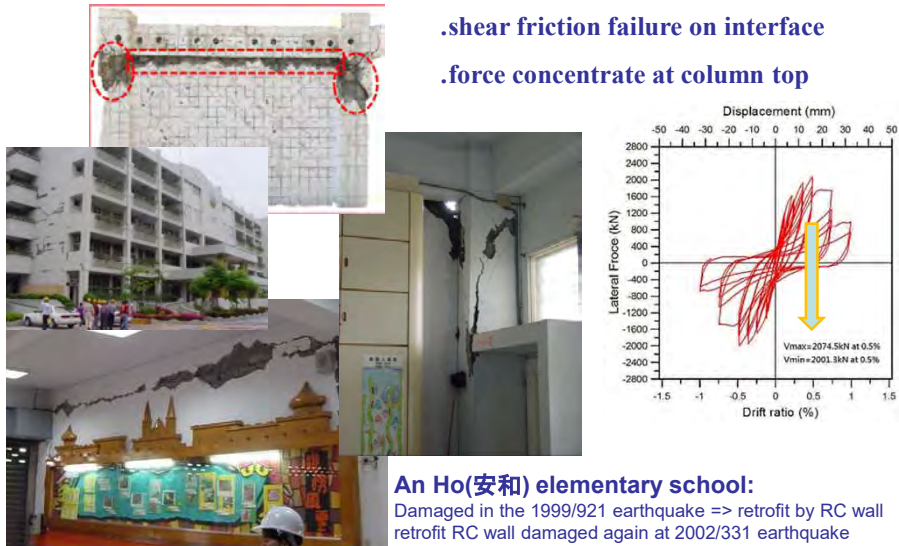 .shear friction failure on interface
.force concentrate at column top
Displacement (mm)
-50 -40 -30 -20 -10 0 10 20 30 40 50
Lateral Froce (kN)
2800
2400
2000
1600
1200
800
400
0
-400
-800
-1200
-1600
-2000
-2400
-2800
Vmax=2074.5kN at 0.5%
Vmin=2001.3kN at 0.5%
-1.5 -1 -0.5 0 0.5 1 1.5
Drift ratio (%)
An Ho(安和) elementary school:
Damaged in the 1999/921 earthquake => retrofit by RC wall
retrofit RC wall damaged again at 2002/331 earthquake